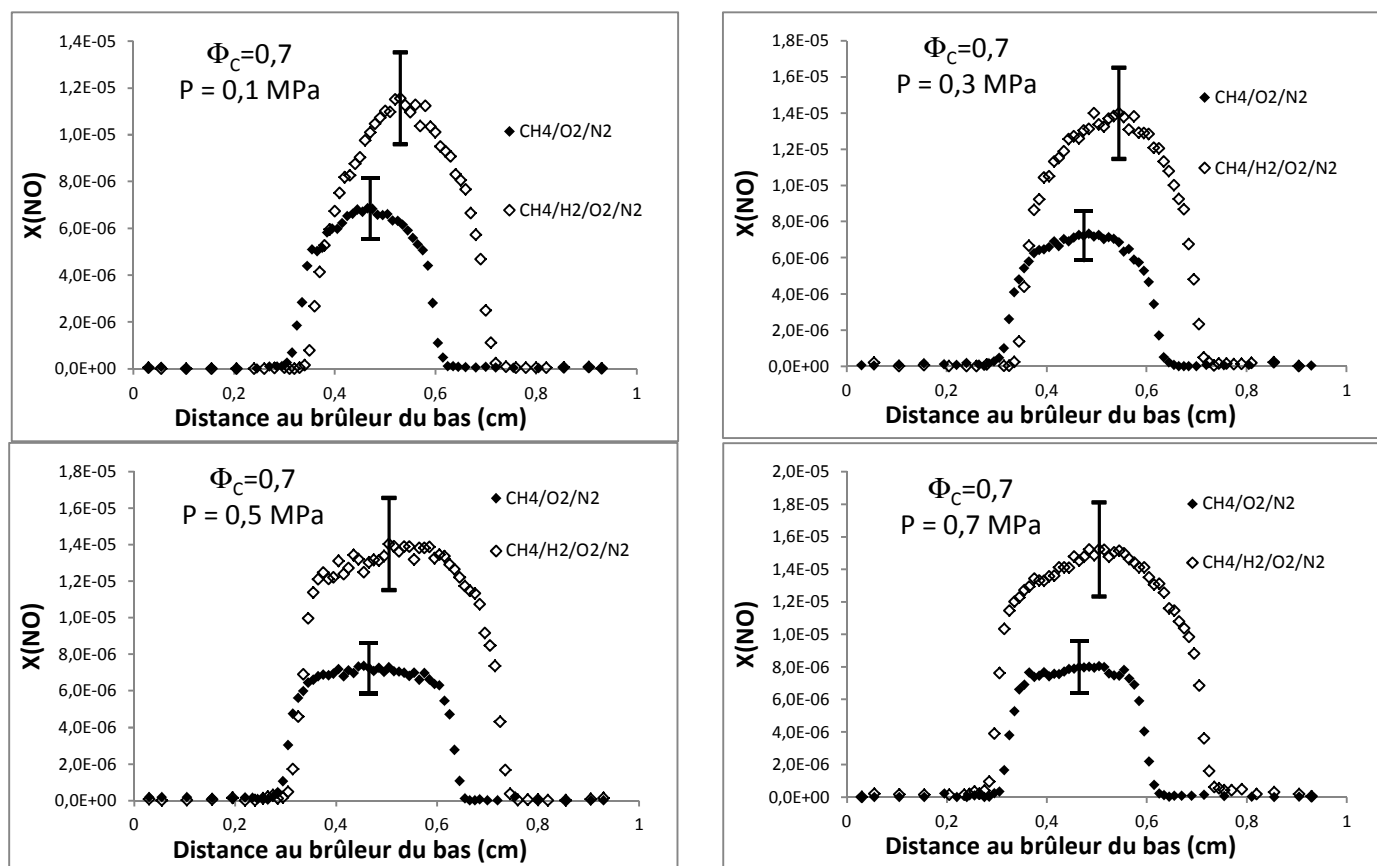 ΦC=0,7
P = 0,1 MPa
1,4E-05
1,2E-05
1,0E-05
8,0E-06
6,0E-06
4,0E-06
2,0E-06
0,0E+00
X(NO)
CH4/O2/N2
CH4/H2/O2/N2
0 0,2 0,4 0,6 0,8 1
Distance au brûleur du bas (cm)
ΦC=0,7
P = 0,3 MPa
1,8E-05
1,6E-05
1,4E-05
1,2E-05
1,0E-05
8,0E-06
6,0E-06
4,0E-06
2,0E-06
0,0E+00
X(NO)
CH4/O2/N2
CH4/H2/O2/N2
0 0,2 0,4 0,6 0,8 1
Distance au brûleur du bas (cm)
ΦC=0,7
P = 0,5 MPa
1,8E-05
1,6E-05
1,4E-05
1,2E-05
1,0E-05
8,0E-06
6,0E-06
4,0E-06
2,0E-06
0,0E+00
X(NO)
CH4/O2/N2
CH4/H2/O2/N2
0 0,2 0,4 0,6 0,8 1
Distance au brûleur du bas (cm)
ΦC=0,7
P = 0,7 MPa
2,0E-05
1,8E-05
1,6E-05
1,4E-05
1,2E-05
1,0E-05
8,0E-06
6,0E-06
4,0E-06
2,0E-06
0,0E+00
X(NO)
CH4/O2/N2
CH4/H2/O2/N2
0 0,2 0,4 0,6 0,8 1
Distance au brûleur du bas (cm)